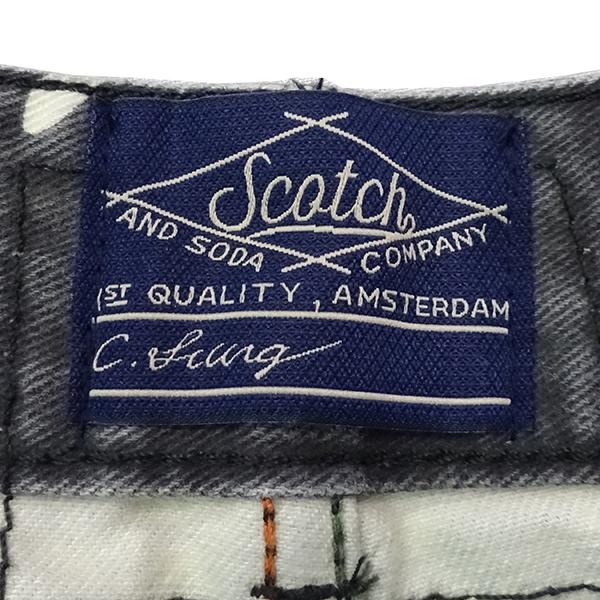 Scotch
AND SODA COMPANY
1ST QUALITY, AMSTERDAM
C.